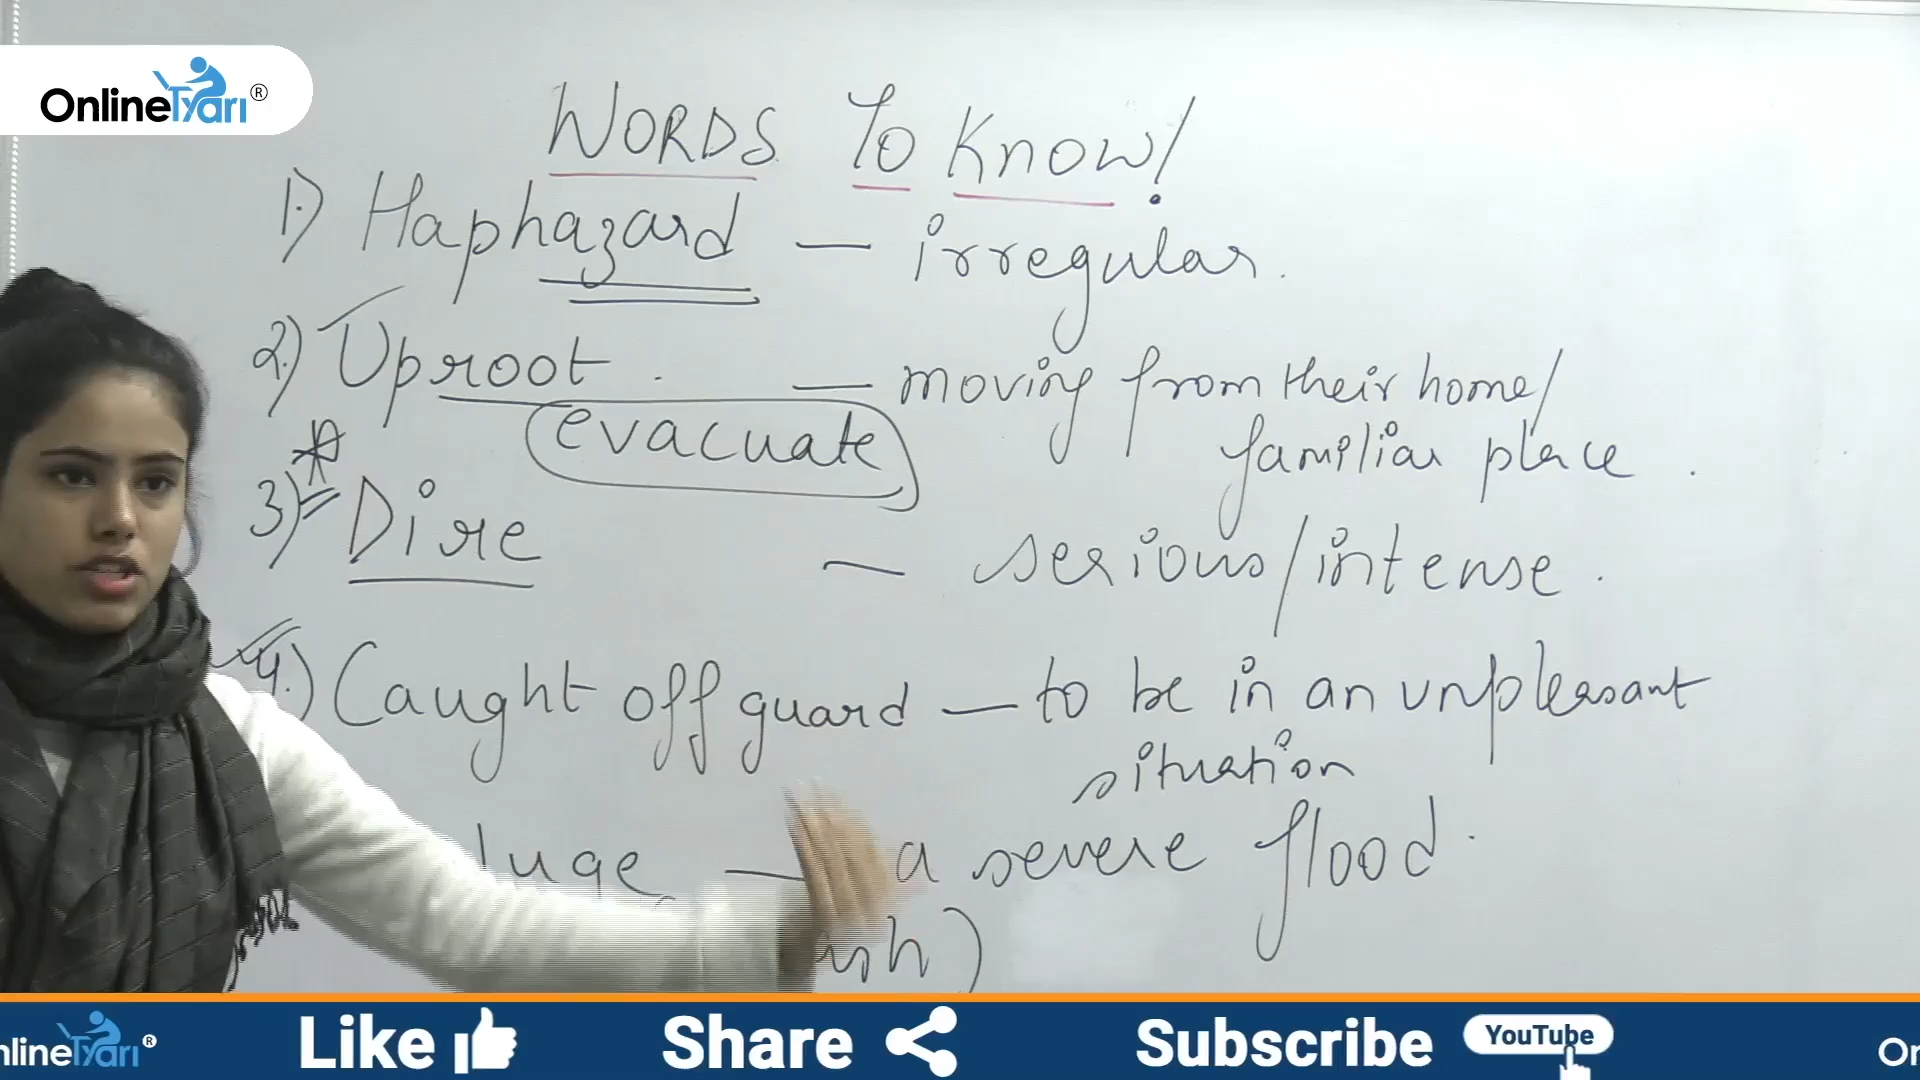 OnlineTyari®
WORDS To Know!
1.) Haphazard — irregular.
2.) Uproot. — moving from their home/
evacuate familiar place.
3) Dire — serious/intense.
4.) Caught off guard — to be in an unpleasant
situation
luge — a severe flood.
Like Share Subscribe YouTube